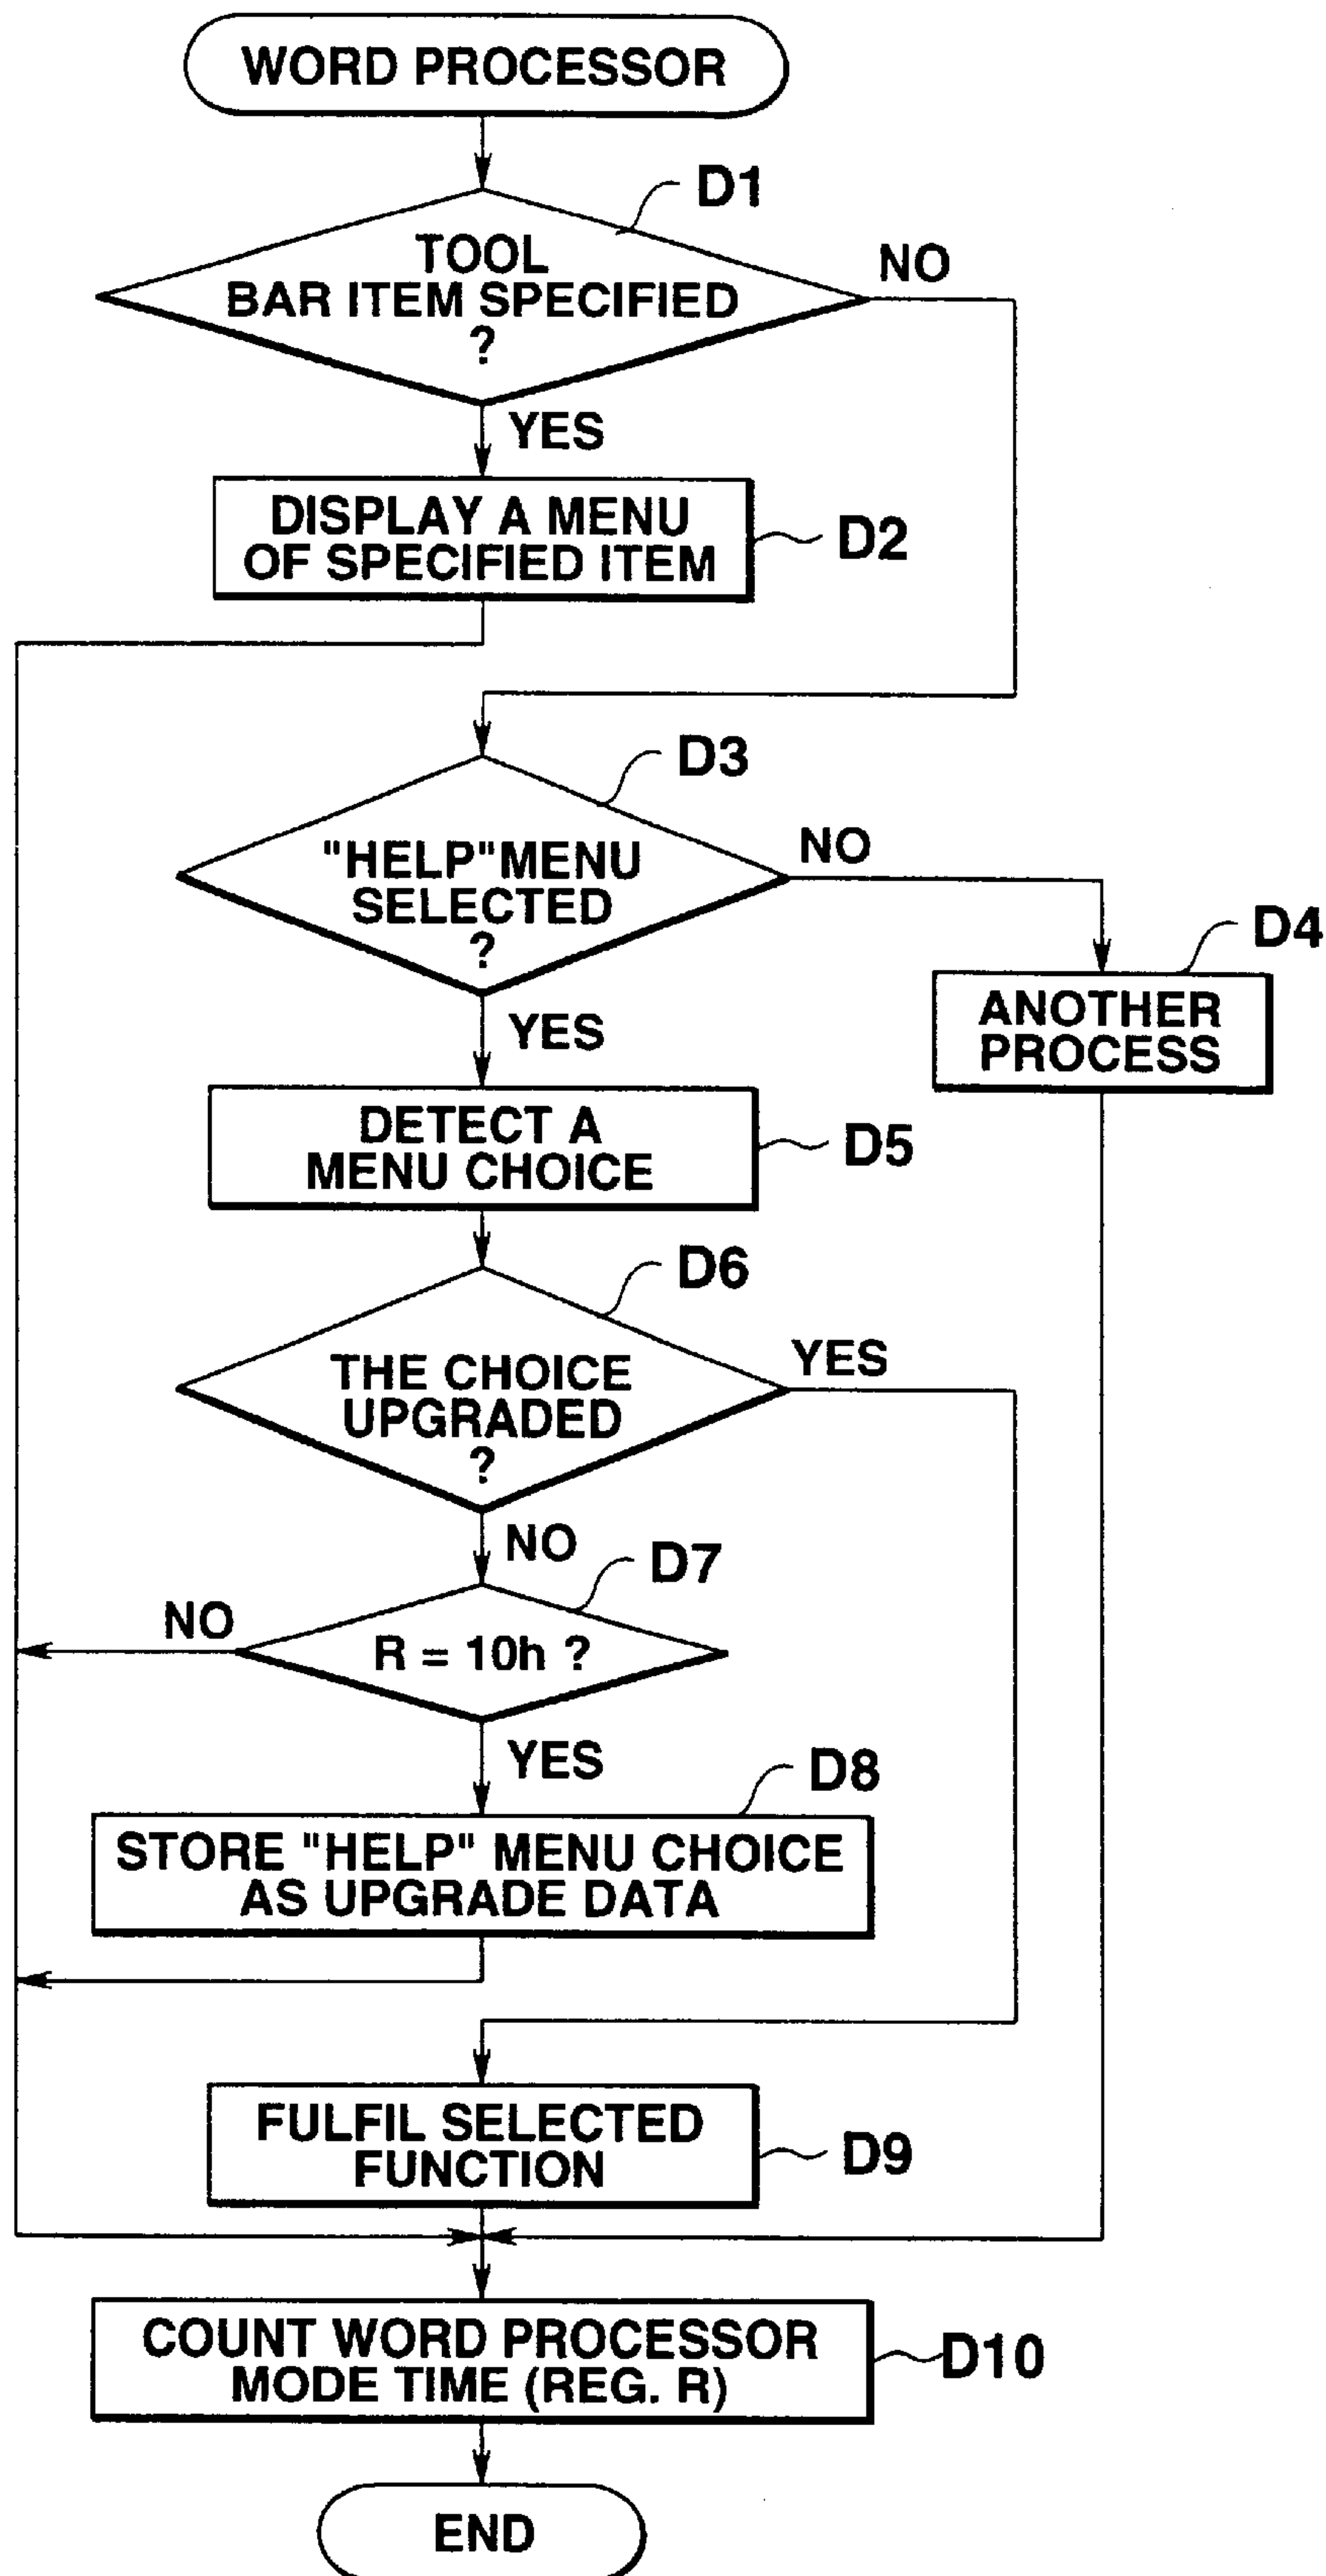 WORD PROCESSOR
D1
TOOL
BAR ITEM SPECIFIED
?
NO
YES
DISPLAY A MENU
OF SPECIFIED ITEM
D2
D3
"HELP"MENU
SELECTED
?
NO
D4
ANOTHER
PROCESS
YES
DETECT A
MENU CHOICE
D5
D6
THE CHOICE
UPGRADED
?
YES
NO
D7
NO
R = 10h ?
YES
D8
STORE "HELP" MENU CHOICE
AS UPGRADE DATA
FULFIL SELECTED
FUNCTION
D9
COUNT WORD PROCESSOR
MODE TIME (REG. R)
D10
END